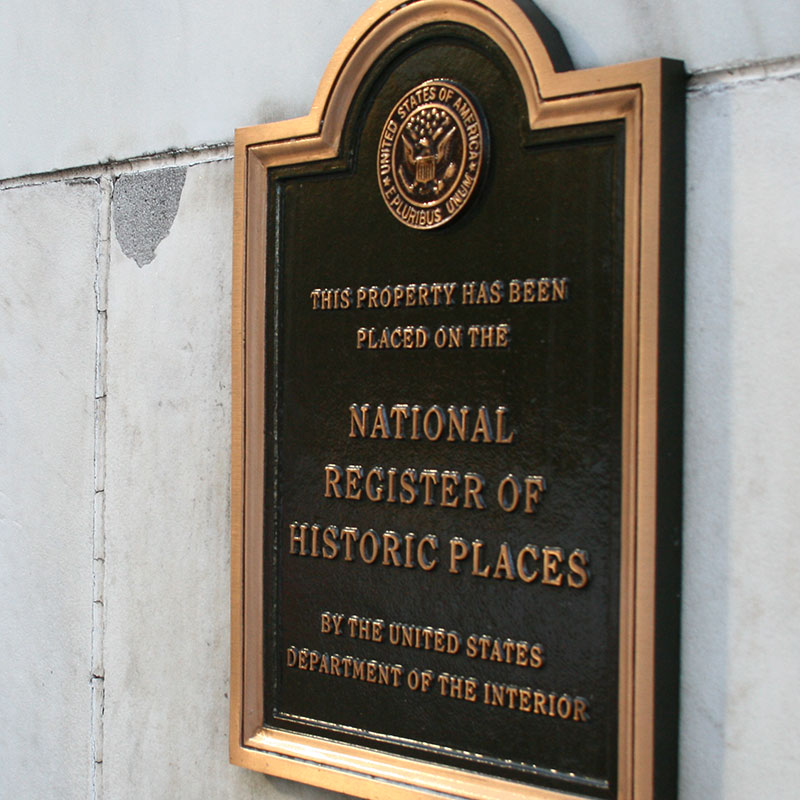 UNITED STATES OF AMERICA
★ E PLURIBUS UNUM ★
THIS PROPERTY HAS BEEN
PLACED ON THE
NATIONAL
REGISTER OF
HISTORIC PLACES
BY THE UNITED STATES
DEPARTMENT OF THE INTERIOR